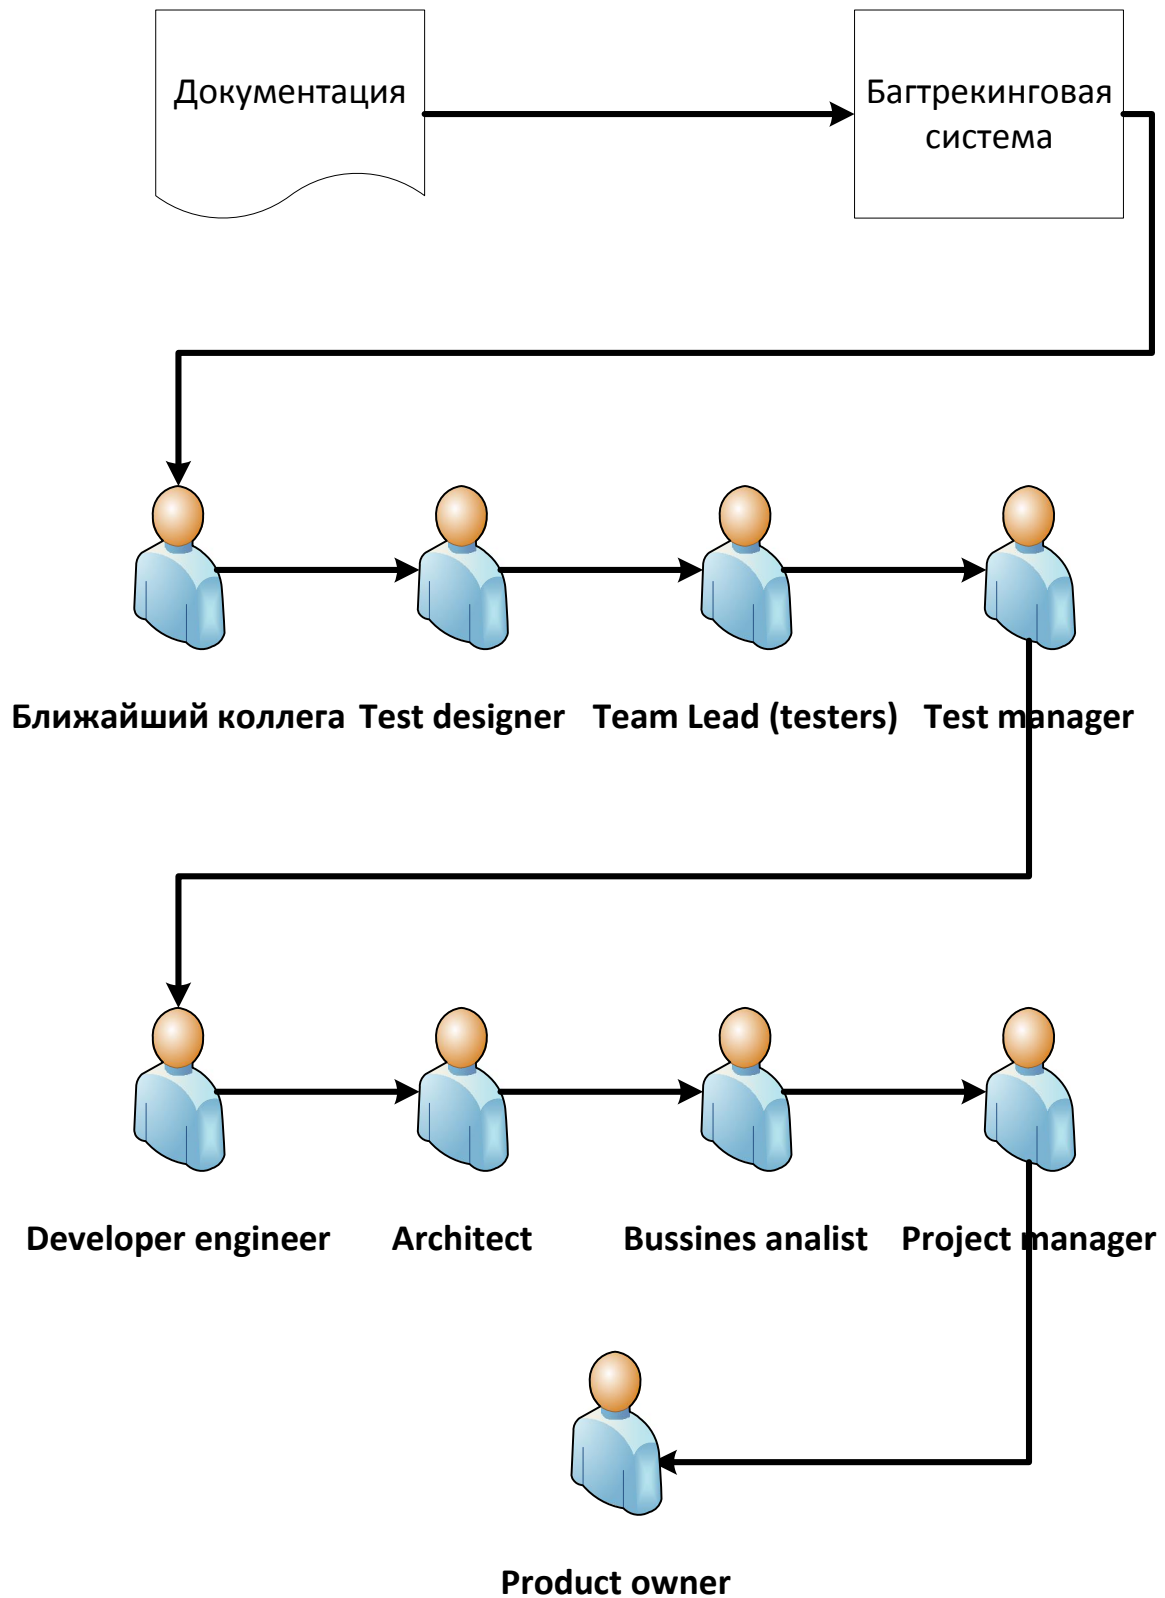 Документация
Багтрекинговая
система
Ближайший коллега
Test designer
Team Lead (testers)
Test manager
Developer engineer
Architect
Bussines analist
Project manager
Product owner